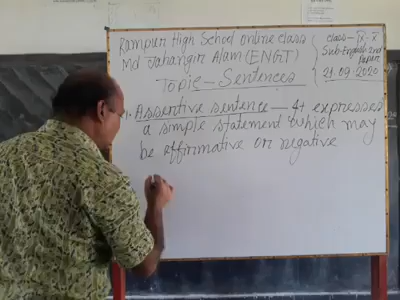 Rampur High School online class
Md Jahangir Alam (ENGT)
class - IX-X
Sub-English 2nd
Paper
21.09.2020
Topic - Sentences
1. Assertive sentence - It expresses
a simple statement which may
be affirmative or negative